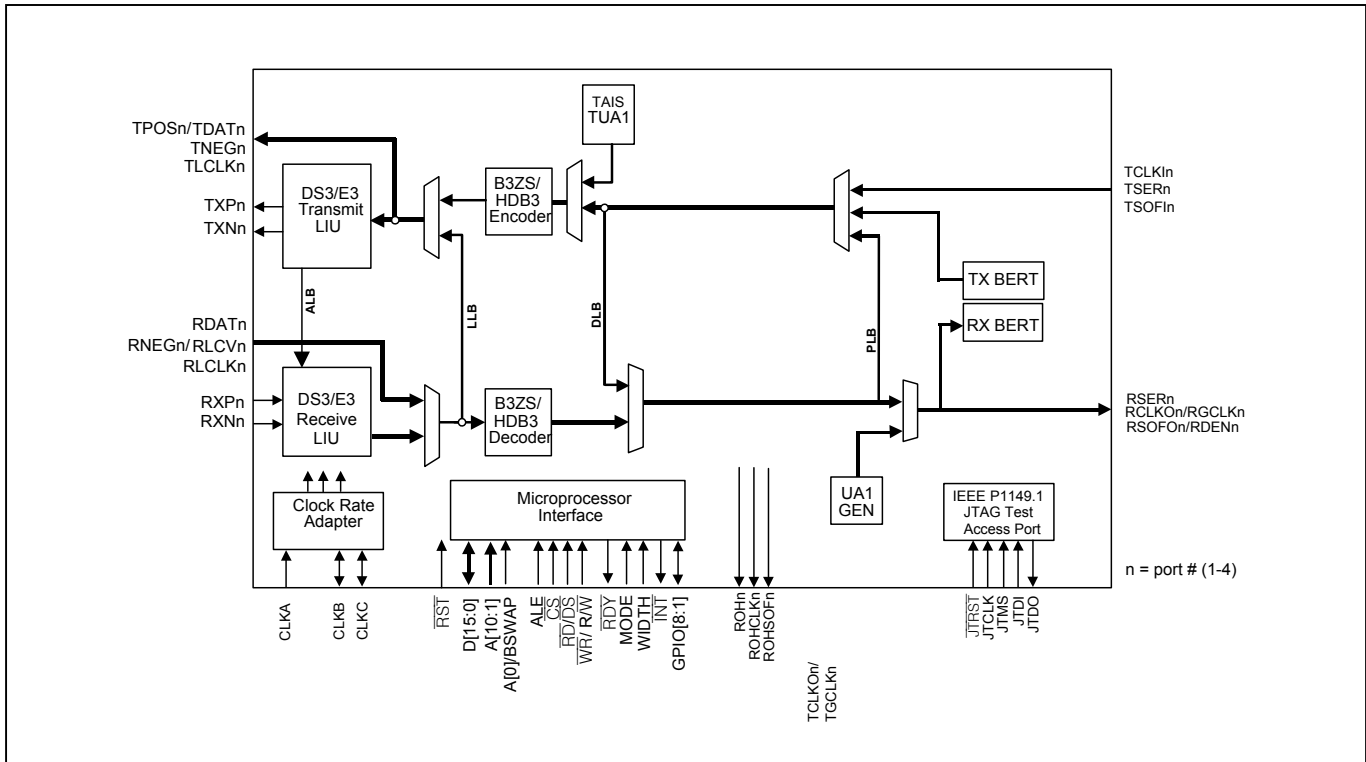 TAIS
TUA1
TPOSn/TDATn
TNEGn
TLCLKn
B3ZS/
HDB3
Encoder
TCLKIn
TSERn
TSOFIn
DS3/E3
Transmit
LIU
TXPn
TXNn
TX BERT
ALB
LLB
DLB
PLB
RX BERT
RDATn
RNEGn/ RLCVn
RLCLKn
DS3/E3
Receive
LIU
RXPn
RXNn
B3ZS/
HDB3
Decoder
RSERn
RCLKOn/RGCLKn
RSOFOn/RDENn
Clock Rate
Adapter
Microprocessor
Interface
UA1
GEN
IEEE P1149.1
JTAG Test
Access Port
n = port # (1-4)
CLKA
CLKB
CLKC
RST
D[15:0]
A[10:1]
A[0]/BSWAP
ALE
CS
RD/DS
WR/ R/W
RDY
MODE
WIDTH
INT
GPIO[8:1]
ROHn
ROHCLKn
ROHSOFn
TCLKOn/
TGCLKn
JTRST
JTCLK
JTMS
JTDI
JTDO